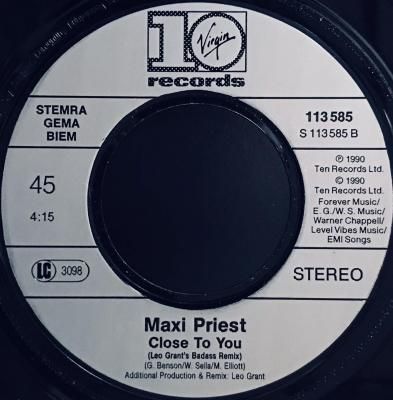 10
Virgin
records
STEMRA
GEMA
BIEM
113 585
S 113 585 B
℗ 1990
Ten Records Ltd.
© 1990
Ten Records Ltd.
Forever Music/
E. G./W. S. Music/
Warner Chappell/
Level Vibes Music/
EMI Songs
45
4:15
LC 3098
STEREO
Maxi Priest
Close To You
(Leo Grant's Badass Remix)
(G. Benson/W. Sella/M. Elliott)
Additional Production & Remix: Leo Grant